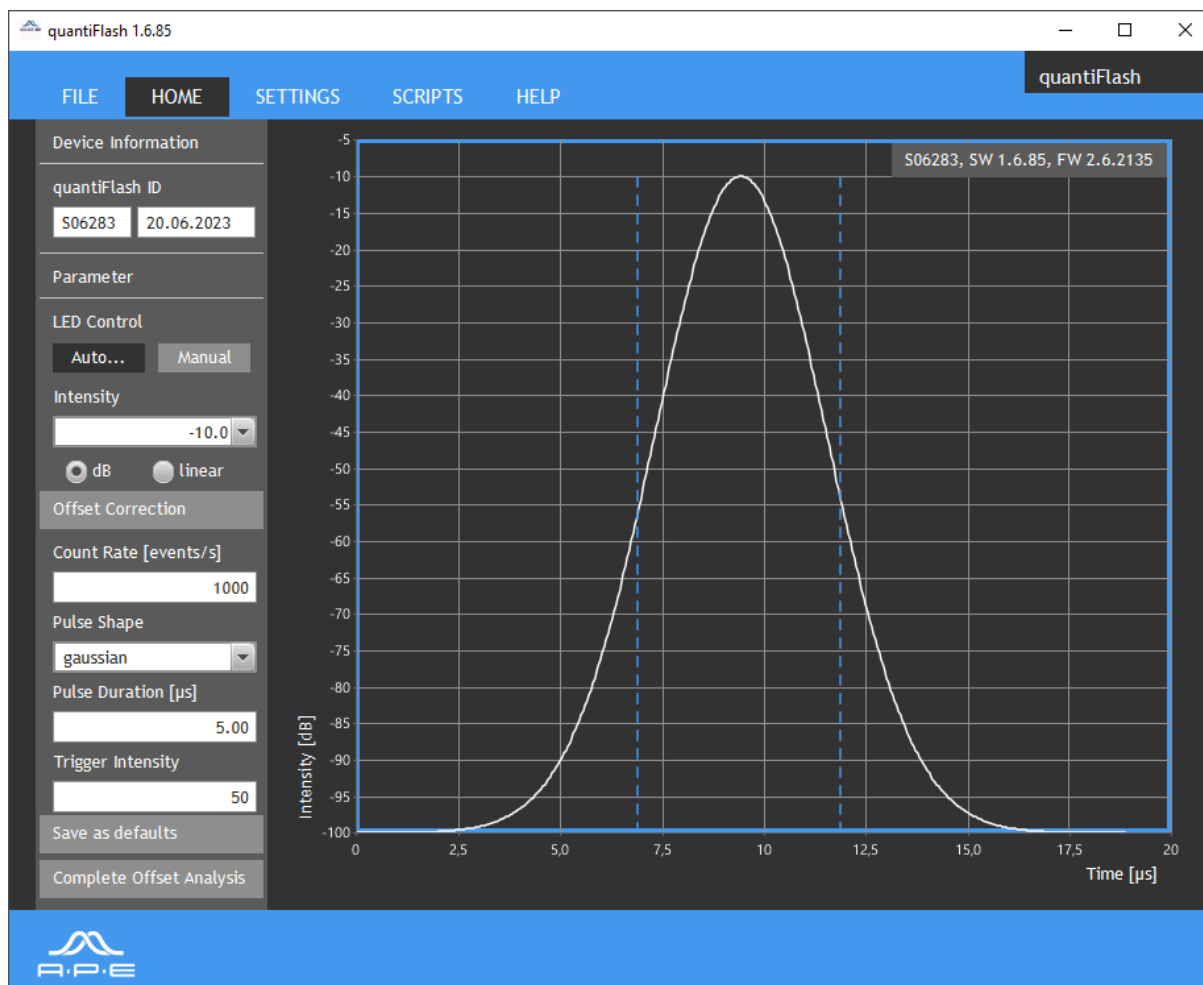 quantiFlash 1.6.85
quantiFlash
FILE HOME SETTINGS SCRIPTS HELP
Device Information
quantiFlash ID
S06283 20.06.2023
Parameter
LED Control
Auto... Manual
Intensity
-10.0
dB linear
Offset Correction
Count Rate [events/s]
1000
Pulse Shape
gaussian
Pulse Duration [µs]
5.00
Trigger Intensity
50
Save as defaults
Complete Offset Analysis
S06283, SW 1.6.85, FW 2.6.2135
-5
-10
-15
-20
-25
-30
-35
-40
-45
-50
-55
-60
-65
-70
-75
-80
-85
-90
-95
-100
Intensity [dB]
0 2,5 5,0 7,5 10 12,5 15,0 17,5 20
Time [µs]
A·P·E